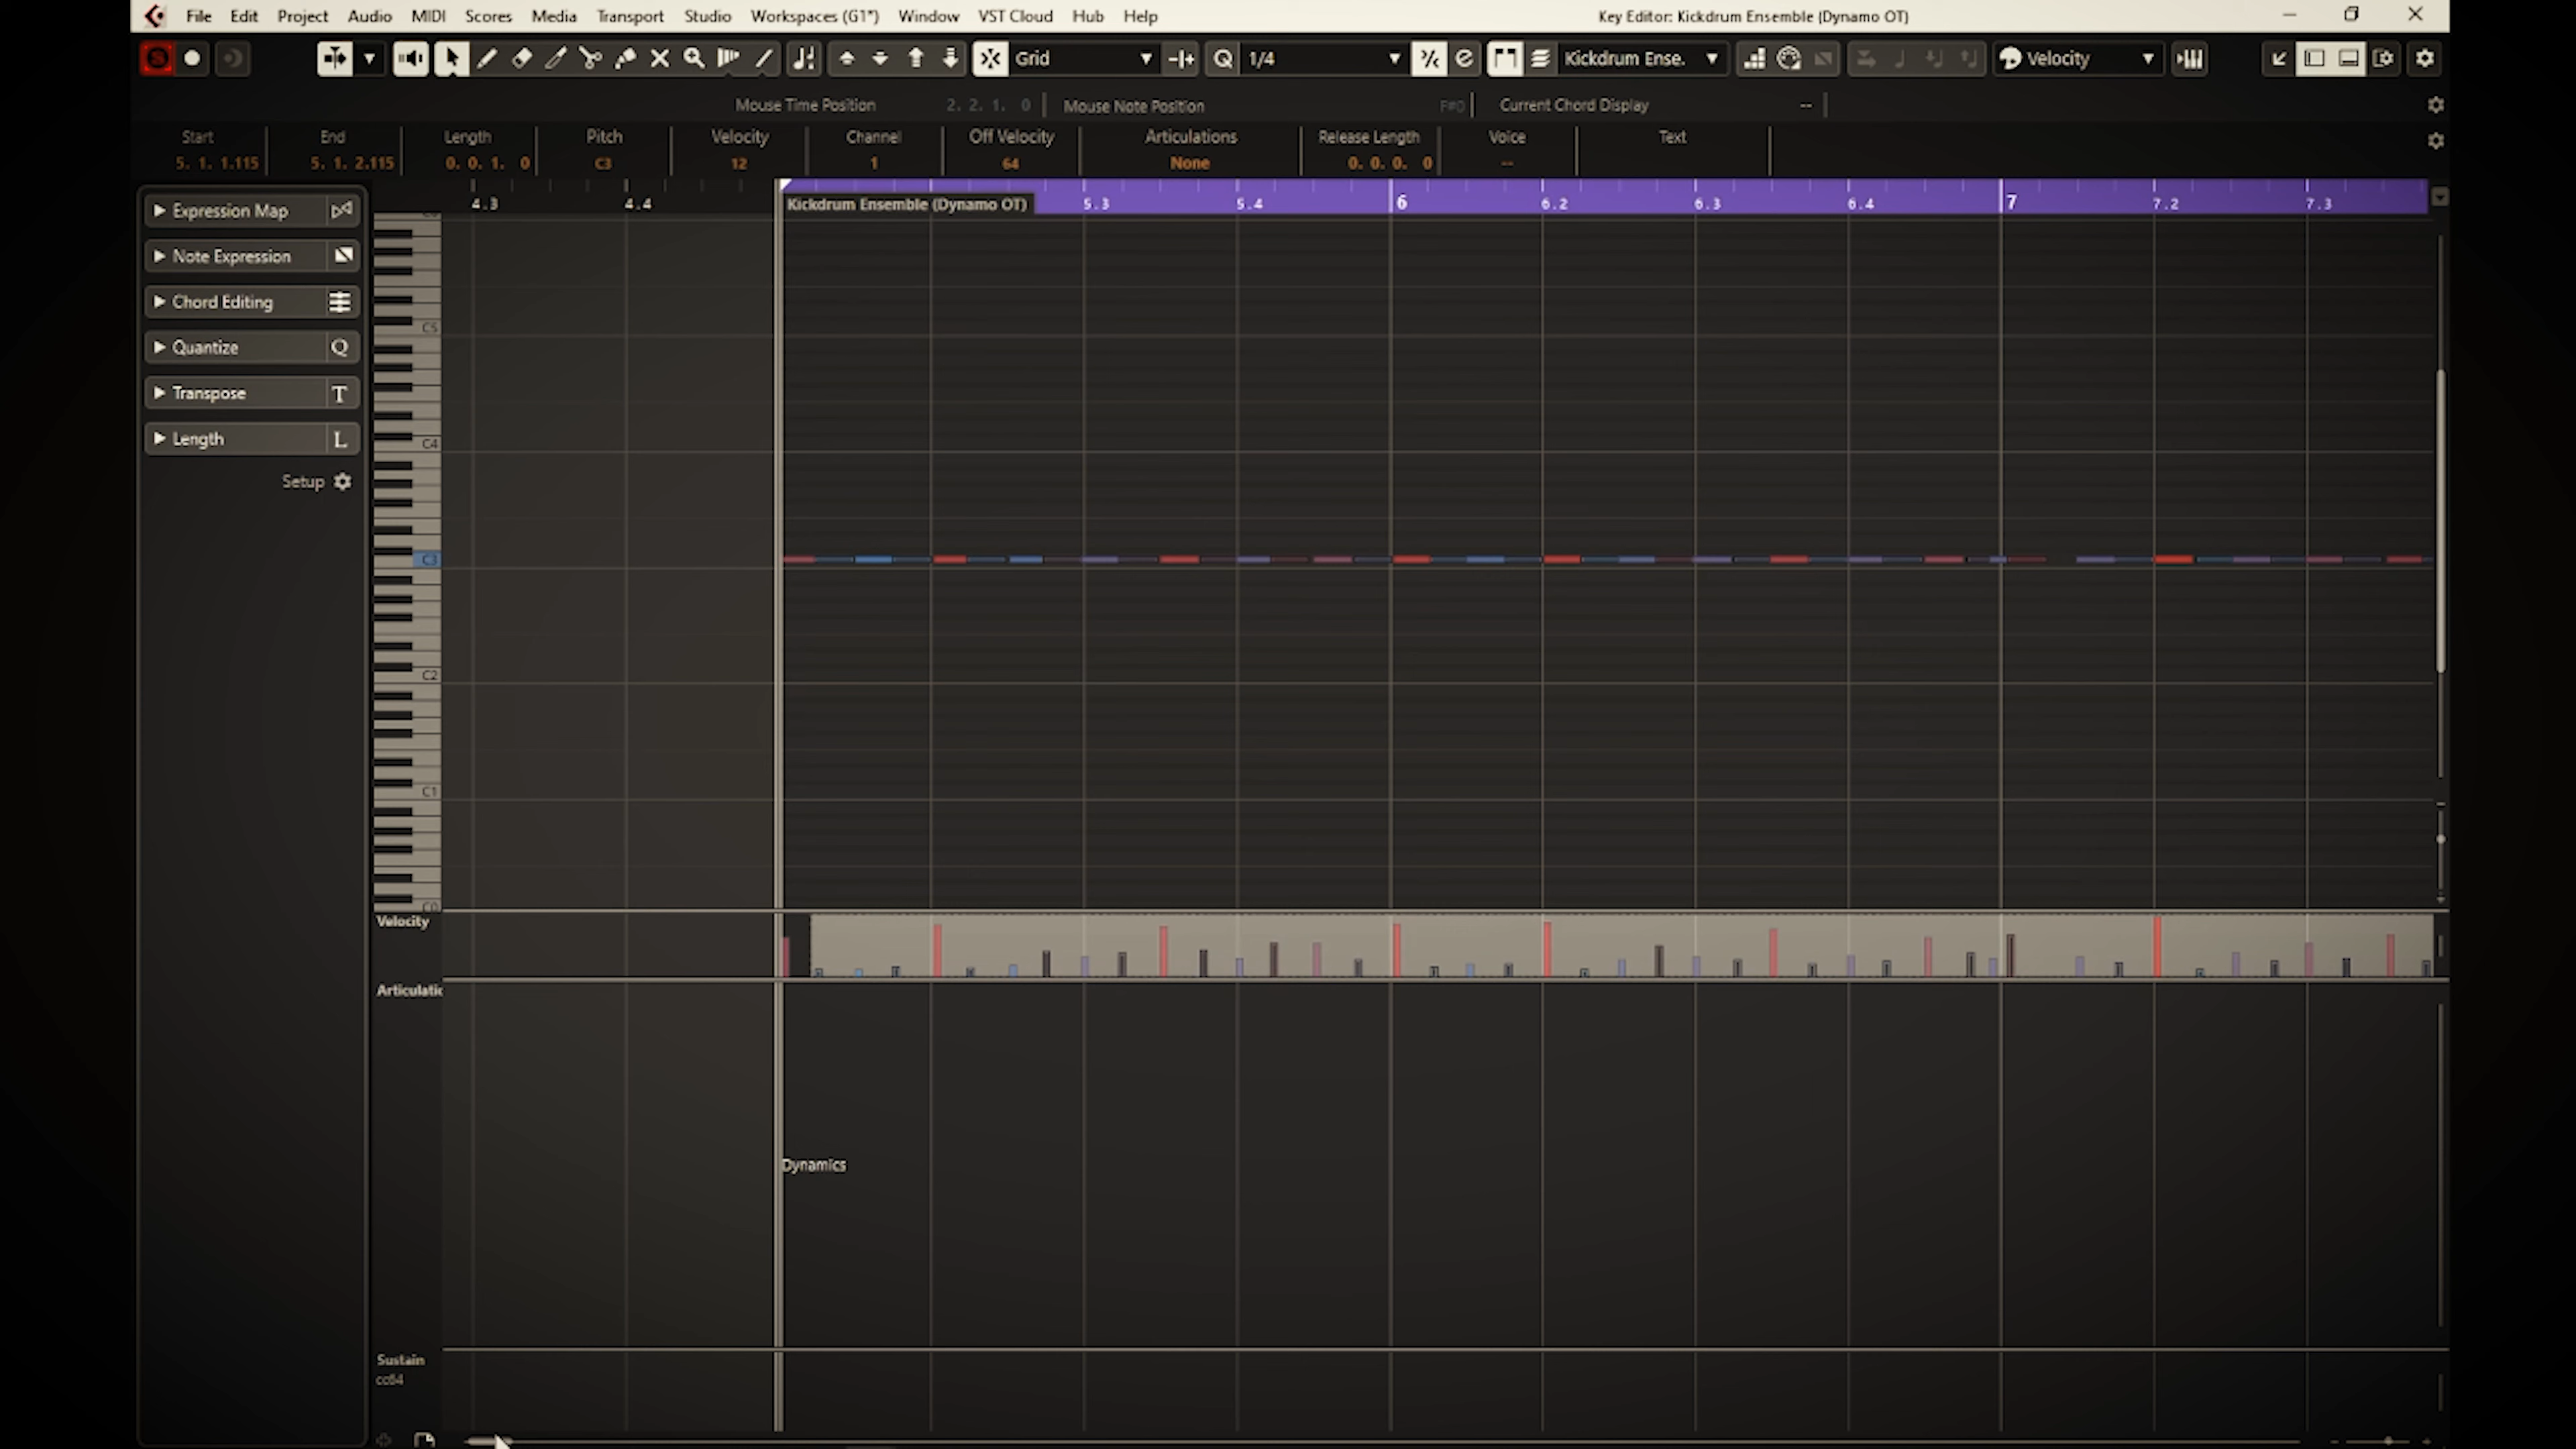 File Edit Project Audio MIDI Scores Media Transport Studio Workspaces (G1*) Window VST Cloud Hub Help Key Editor: Kickdrum Ensemble (Dynamo OT)
S Grid Q 1/4 Kickdrum Ense. Velocity
Mouse Time Position 2. 2. 1. 0 Mouse Note Position F#0 Current Chord Display --
Start End Length Pitch Velocity Channel Off Velocity Articulations Release Length Voice Text
5. 1. 1.115 5. 1. 2.115 0. 0. 1. 0 C3 12 1 64 None 0. 0. 0. 0 --
4.3 4.4 Kickdrum Ensemble (Dynamo OT) 5.3 5.4 6 6.2 6.3 6.4 7 7.2 7.3
Expression Map
Note Expression
Chord Editing
Quantize Q
Transpose T
Length L
Setup
C5
C4
C3
C2
C1
C0
Velocity
Articulatio
Dynamics
Sustain
cc64